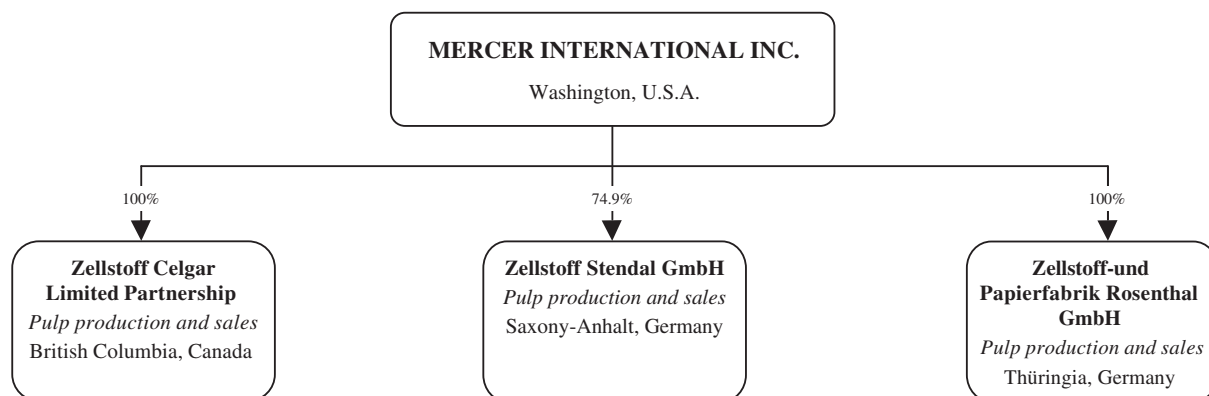 MERCER INTERNATIONAL INC.
Washington, U.S.A.
100%
74.9%
100%
Zellstoff Celgar
Limited Partnership
Pulp production and sales
British Columbia, Canada
Zellstoff Stendal GmbH
Pulp production and sales
Saxony-Anhalt, Germany
Zellstoff-und
Papierfabrik Rosenthal
GmbH
Pulp production and sales
Thüringia, Germany